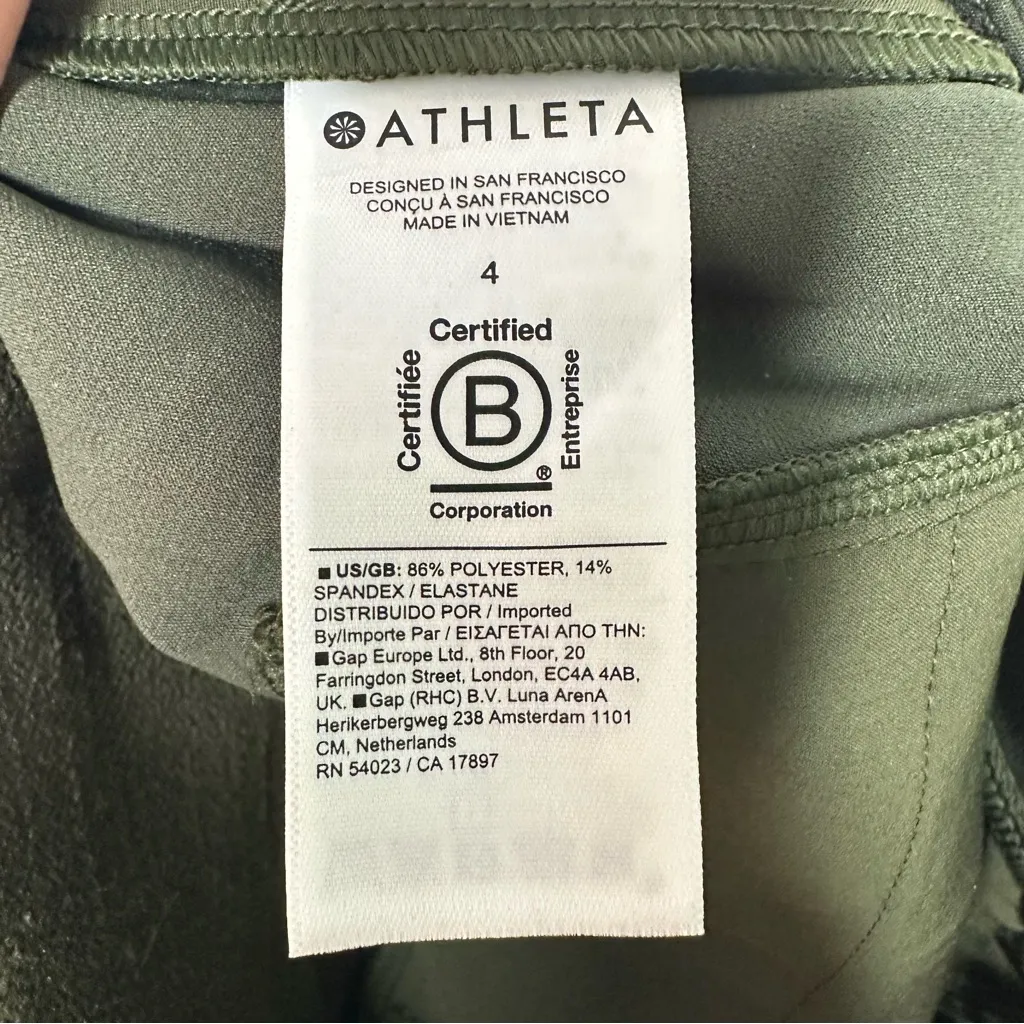 ATHLETA
DESIGNED IN SAN FRANCISCO
CONÇU À SAN FRANCISCO
MADE IN VIETNAM
4
Certified
Certifiée
B
Entreprise
®
Corporation
US/GB: 86% POLYESTER, 14%
SPANDEX / ELASTANE
DISTRIBUIDO POR / Imported
By/Importe Par / ΕΙΣΑΓΕΤΑΙ ΑΠΟ ΤΗΝ:
Gap Europe Ltd., 8th Floor, 20
Farringdon Street, London, EC4A 4AB,
UK. Gap (RHC) B.V. Luna ArenA
Herikerbergweg 238 Amsterdam 1101
CM, Netherlands
RN 54023 / CA 17897